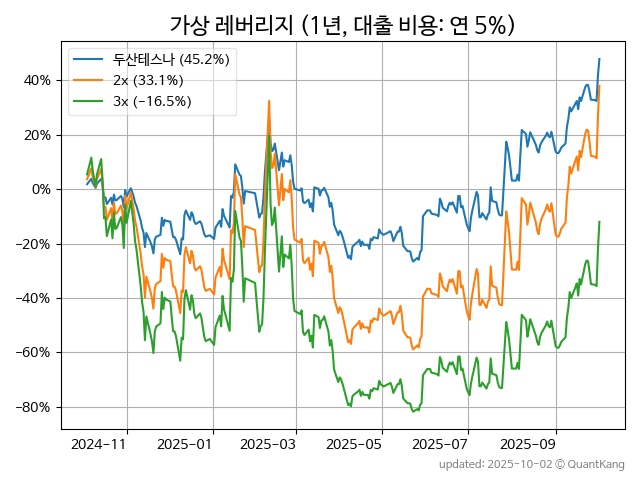 가상 레버리지 (1년, 대출 비용: 연 5%)
두산테스나 (45.2%)
2x (33.1%)
3x (−16.5%)
40%
20%
0%
−20%
−40%
−60%
−80%
2024-11
2025-01
2025-03
2025-05
2025-07
2025-09
updated: 2025-10-02 © QuantKang